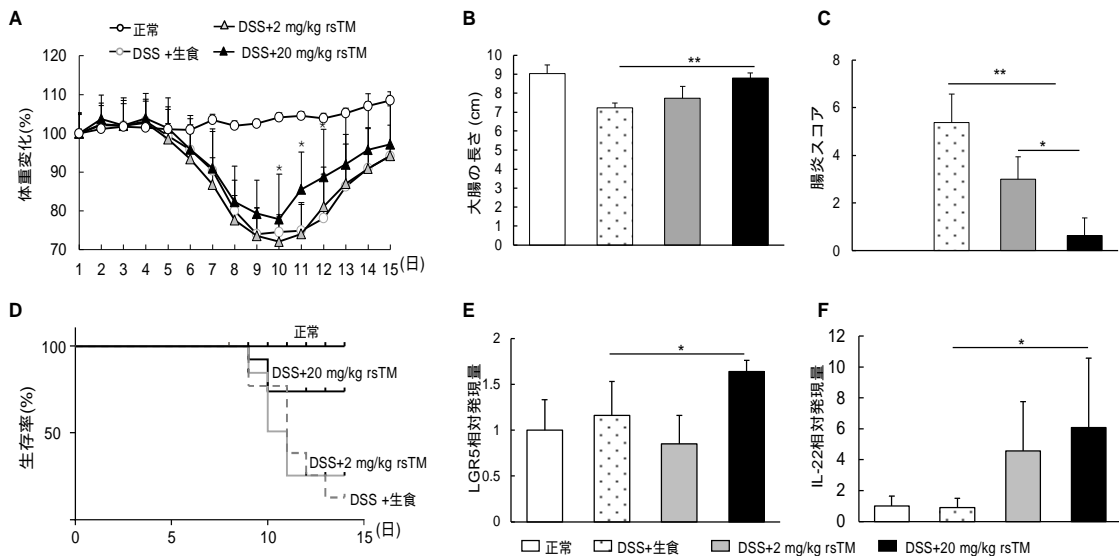 A
正常
DSS+2 mg/kg rsTM
DSS +生食
DSS+20 mg/kg rsTM
体重変化(%)
120
110
100
90
80
70
* * *
1 2 3 4 5 6 7 8 9 10 11 12 13 14 15 (日)
B
大腸の長さ (cm)
10
9
8
7
6
5
4
3
2
1
0
**
C
腸炎スコア
8
6
4
2
0
**
*
D
生存率(%)
100
50
正常
DSS+20 mg/kg rsTM
DSS+2 mg/kg rsTM
DSS +生食
0 5 10 15 (日)
E
LGR5相対発現量
2
1.5
1
0.5
0
*
F
IL-22相対発現量
12
10
8
6
4
2
0
*
正常 DSS+生食 DSS+2 mg/kg rsTM DSS+20 mg/kg rsTM